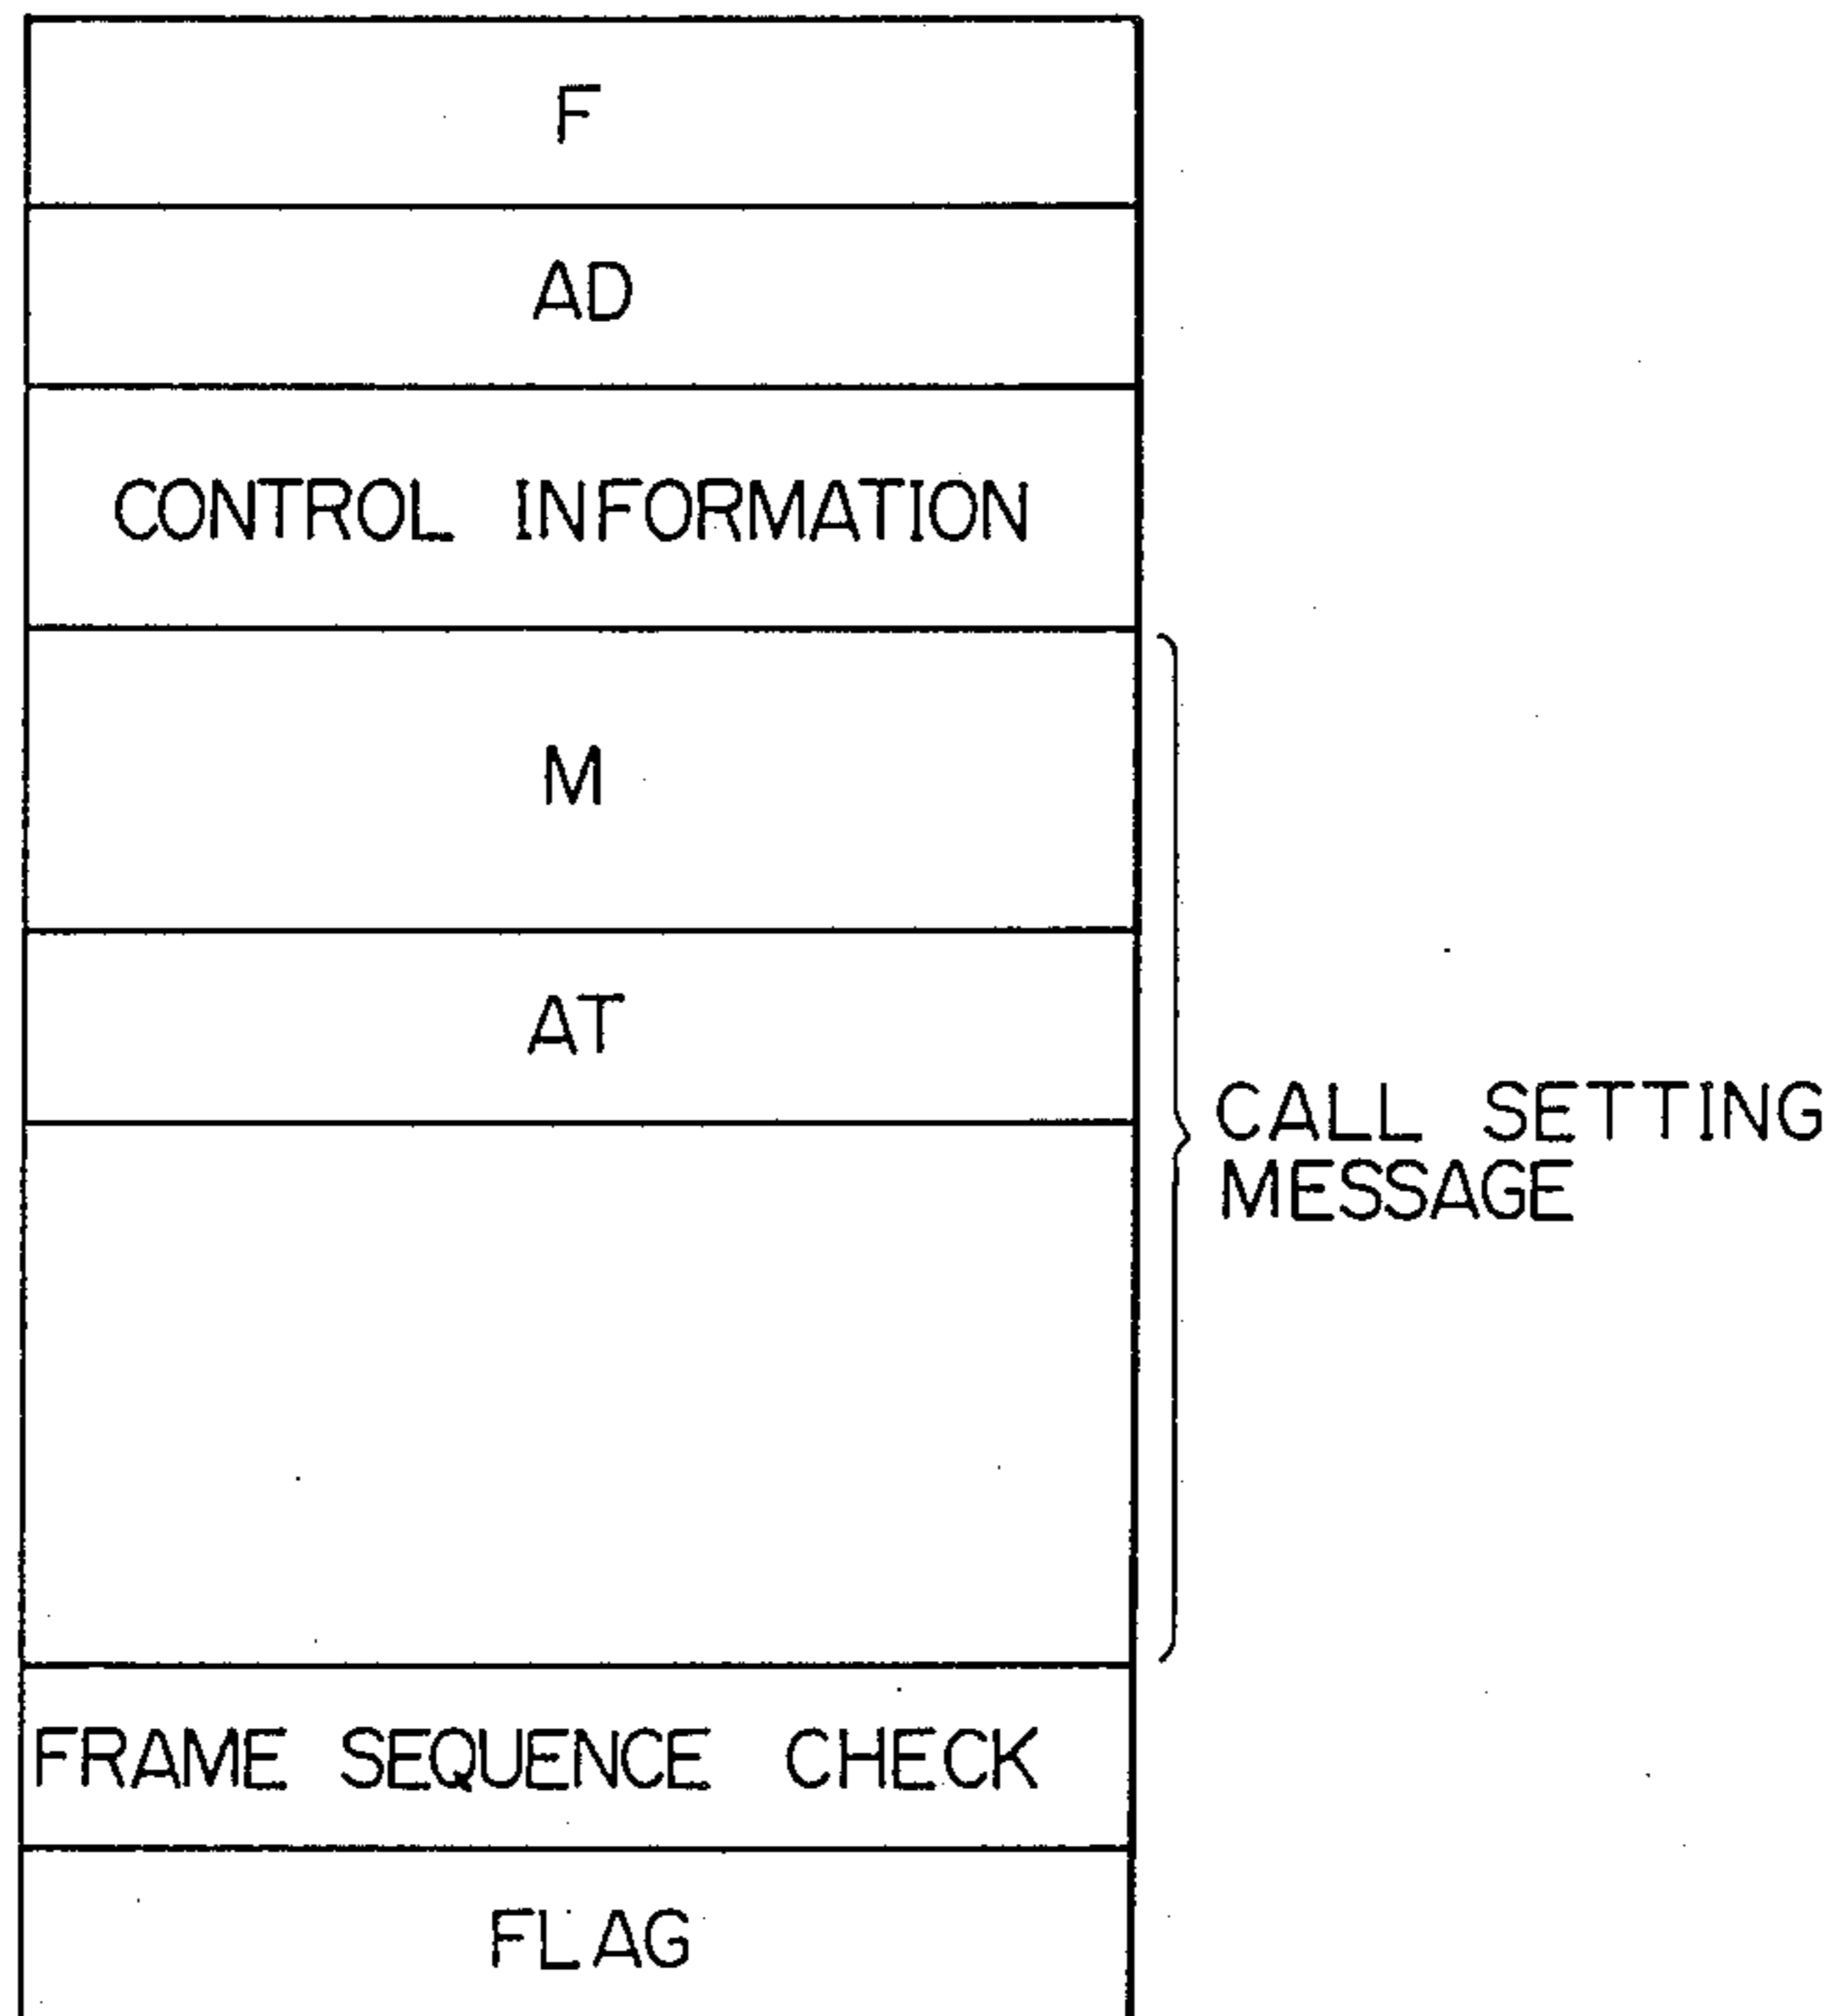 F
AD
CONTROL INFORMATION
M
AT
CALL SETTING
MESSAGE
FRAME SEQUENCE CHECK
FLAG